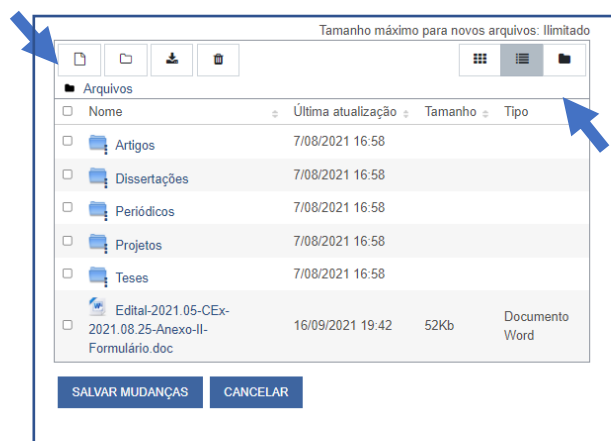 Tamanho máximo para novos arquivos: Ilimitado
Arquivos
Nome Última atualização Tamanho Tipo
Artigos 7/08/2021 16:58
Dissertações 7/08/2021 16:58
Periódicos 7/08/2021 16:58
Projetos 7/08/2021 16:58
Teses 7/08/2021 16:58
Edital-2021.05-CEx-
2021.08.25-Anexo-II- 16/09/2021 19:42 52Kb Documento
Formulário.doc Word
SALVAR MUDANÇAS CANCELAR